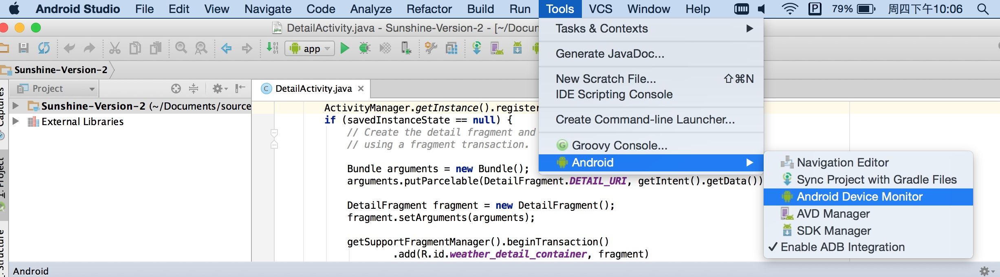 Android Studio File Edit View Navigate Code Analyze Refactor Build Run Tools VCS Window Help P 79% 周四下午10:06
DetailActivity.java - Sunshine-Version-2 - [~/Docun
Tasks & Contexts
app
Generate JavaDoc...
Sunshine-Version-2
New Scratch File... ⇧⌘N
Project
DetailActivity.java
IDE Scripting Console
Sunshine-Version-2 (~/Documents/source
External Libraries
Captures
1: Project
Structure
ActivityManager.getInstance().register
if (savedInstanceState == null) {
// Create the detail fragment and
// using a fragment transaction.
Bundle arguments = new Bundle();
arguments.putParcelable(DetailFragment.DETAIL_URI, getIntent().getData())
DetailFragment fragment = new DetailFragment();
fragment.setArguments(arguments);
getSupportFragmentManager().beginTransaction()
.add(R.id.weather_detail_container, fragment)
Create Command-line Launcher...
Groovy Console...
Android
Navigation Editor
Sync Project with Gradle Files
Android Device Monitor
AVD Manager
SDK Manager
✓ Enable ADB Integration
Android